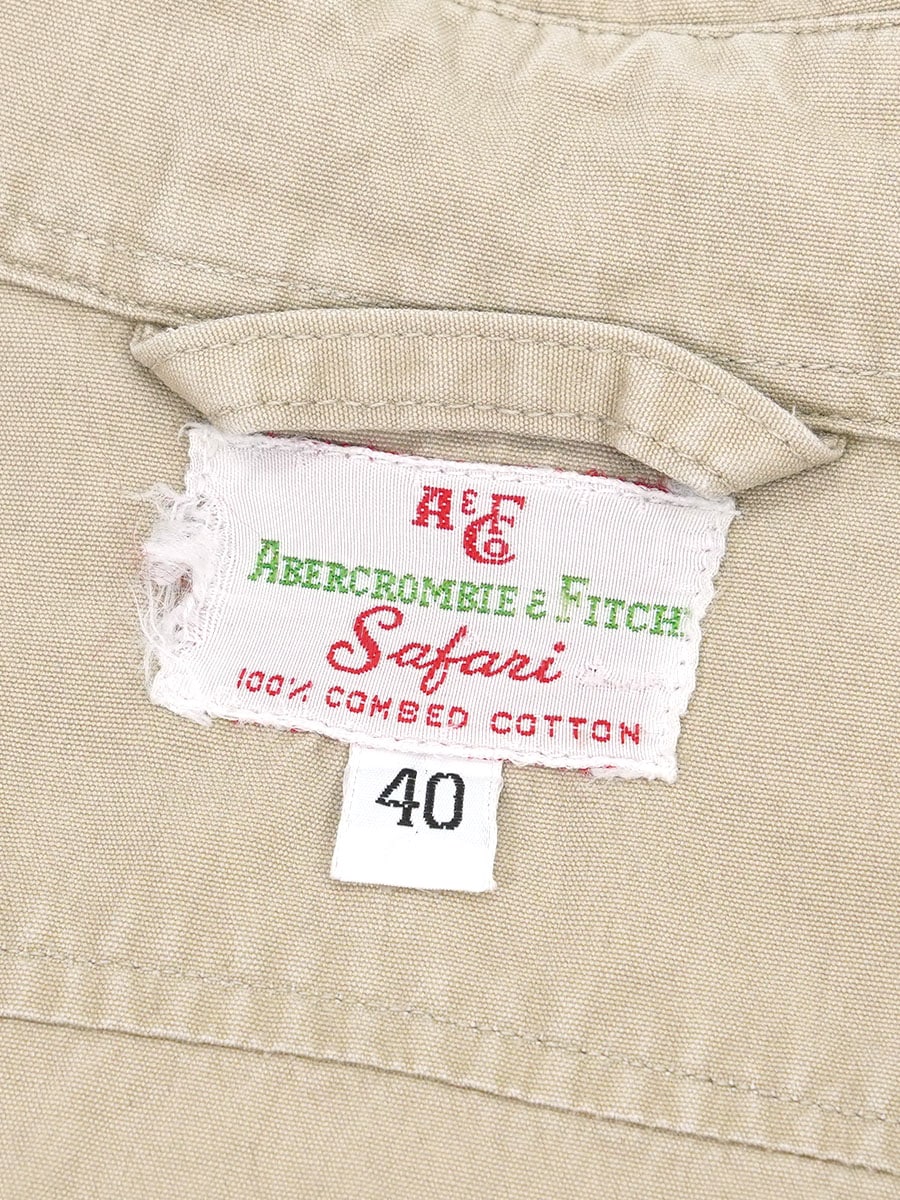 A&F Co
ABERCROMBIE & FITCH
Safari
100% COMBED COTTON
40